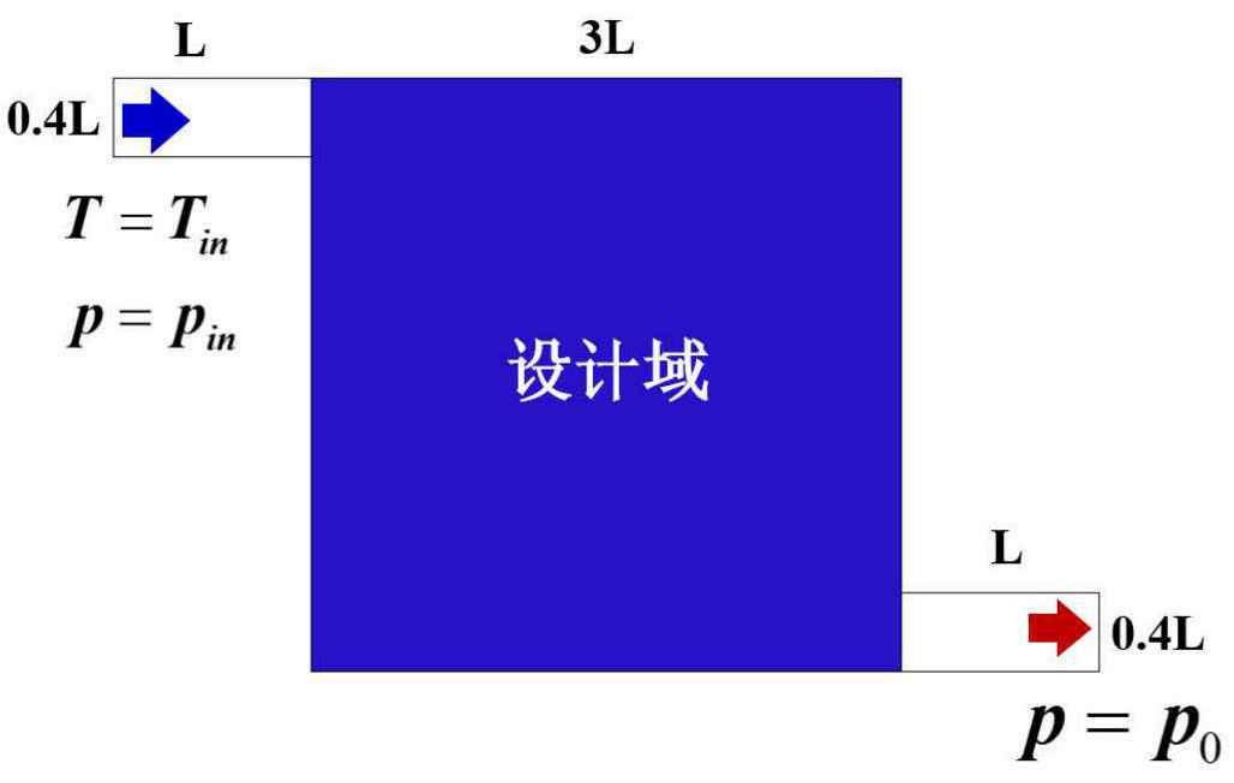 L
3L
0.4L
T = T_in
p = p_in
设计域
L
0.4L
p = p_0